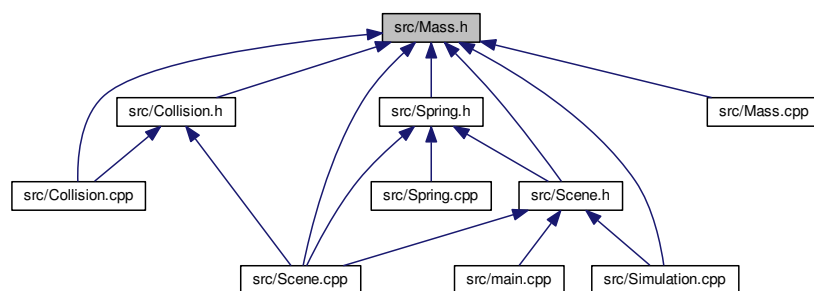 src/Mass.h
src/Collision.h
src/Spring.h
src/Mass.cpp
src/Collision.cpp
src/Spring.cpp
src/Scene.h
src/Scene.cpp
src/main.cpp
src/Simulation.cpp